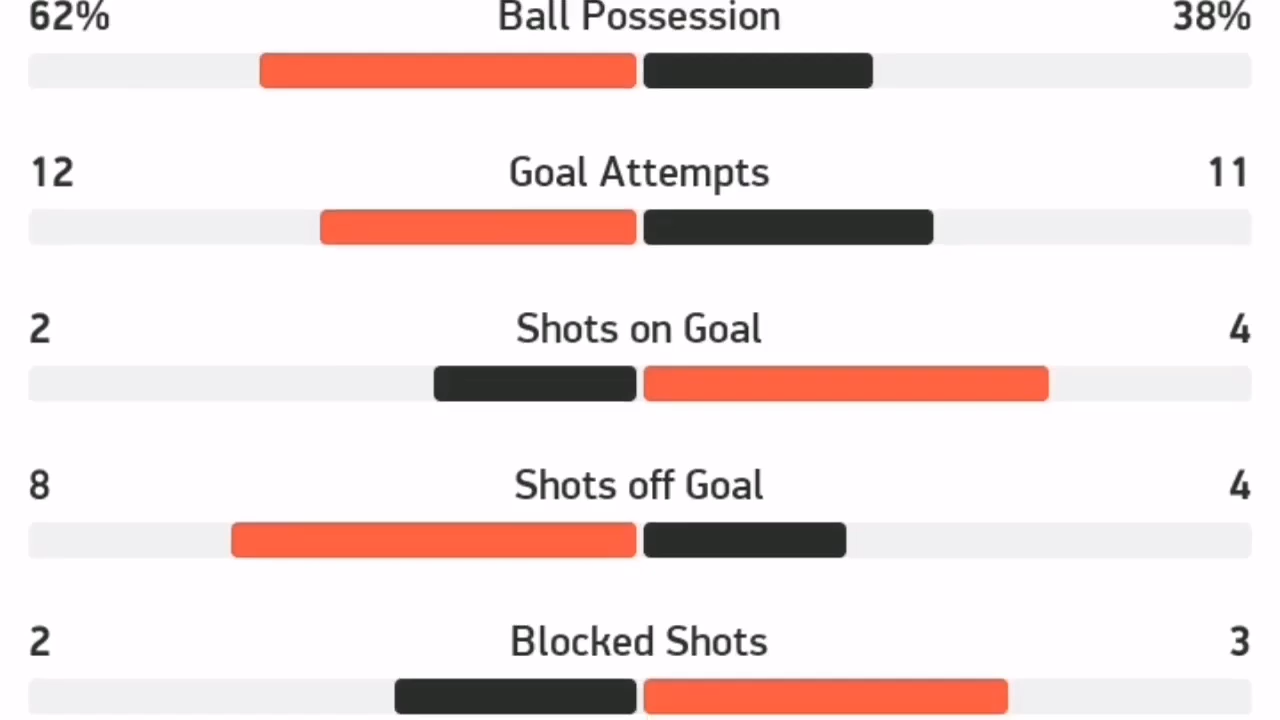 62% Ball Possession 38%
12 Goal Attempts 11
2 Shots on Goal 4
8 Shots off Goal 4
2 Blocked Shots 3